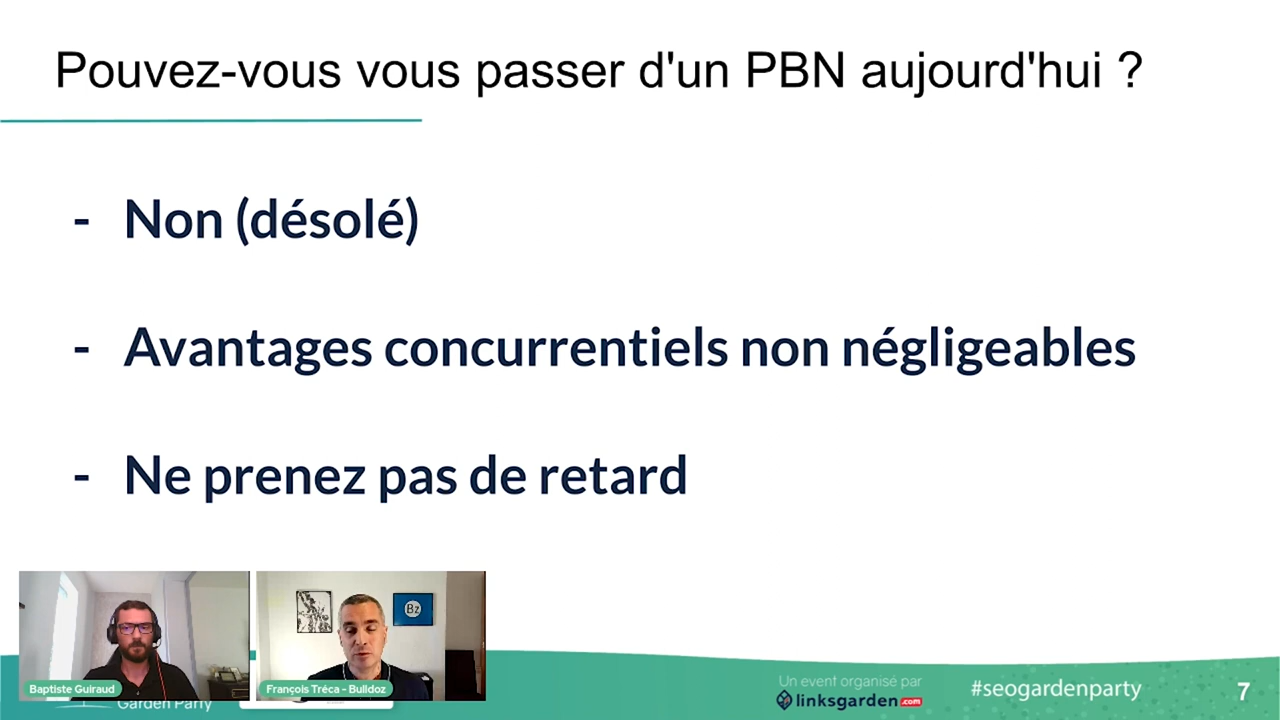 Pouvez-vous vous passer d'un PBN aujourd'hui ?
- Non (désolé)
- Avantages concurrentiels non négligeables
- Ne prenez pas de retard
Bz
Baptiste Guiraud
François Tréca - Bulldoz
Garden Party
Un event organisé par
linksgarden.com
#seogardenparty
7